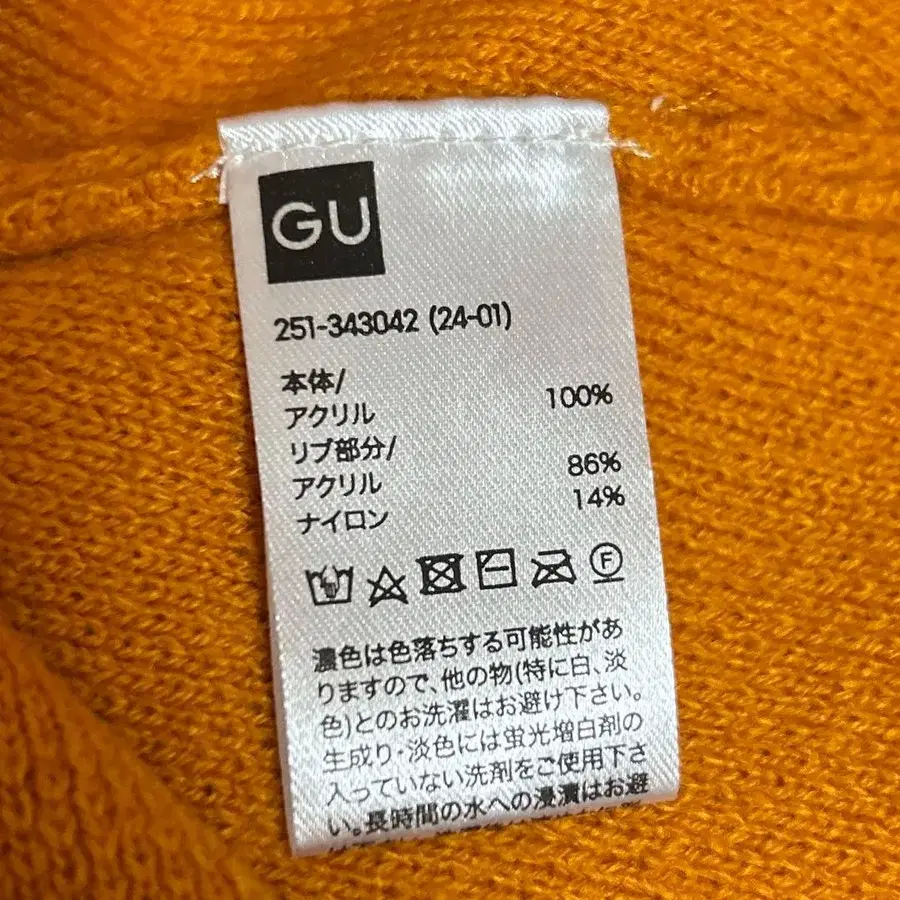 GU
251-343042 (24-01)
本体/
アクリル 100%
リブ部分/
アクリル 86%
ナイロン 14%
F
濃色は色落ちする可能性があ
りますので、他の物(特に白、淡
色)とのお洗濯はお避け下さい。
生成り・淡色には蛍光増白剤の
入っていない洗剤をご使用下さ
い。長時間の水への浸漬はお避